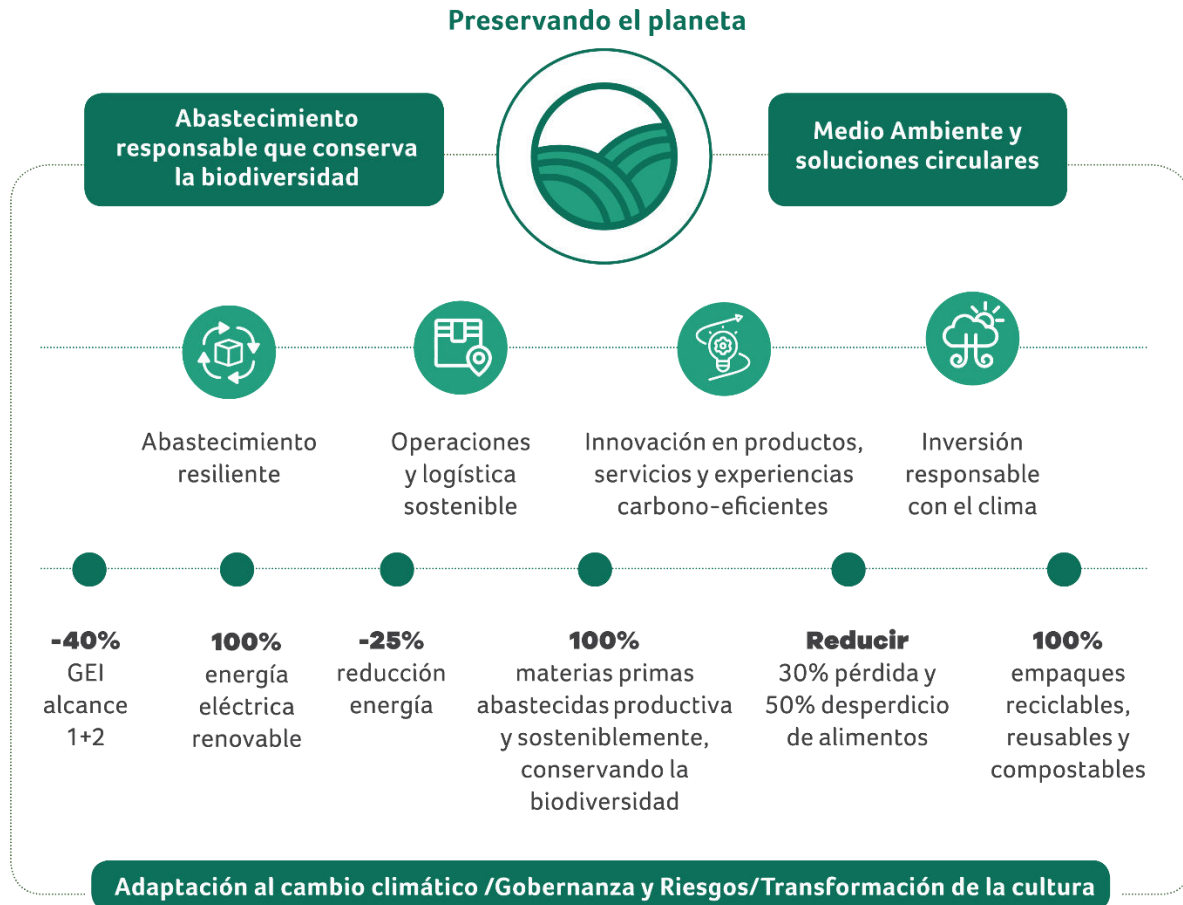 Preservando el planeta
Abastecimiento
responsable que conserva
la biodiversidad
Medio Ambiente y
soluciones circulares
Abastecimiento
resiliente
Operaciones
y logística
sostenible
Innovación en productos,
servicios y experiencias
carbono-eficientes
Inversión
responsable
con el clima
-40%
GEI
alcance
1+2
100%
energía
eléctrica
renovable
-25%
reducción
energía
100%
materias primas
abastecidas productiva
y sosteniblemente,
conservando la
biodiversidad
Reducir
30% pérdida y
50% desperdicio
de alimentos
100%
empaques
reciclables,
reusables y
compostables
Adaptación al cambio climático /Gobernanza y Riesgos/Transformación de la cultura